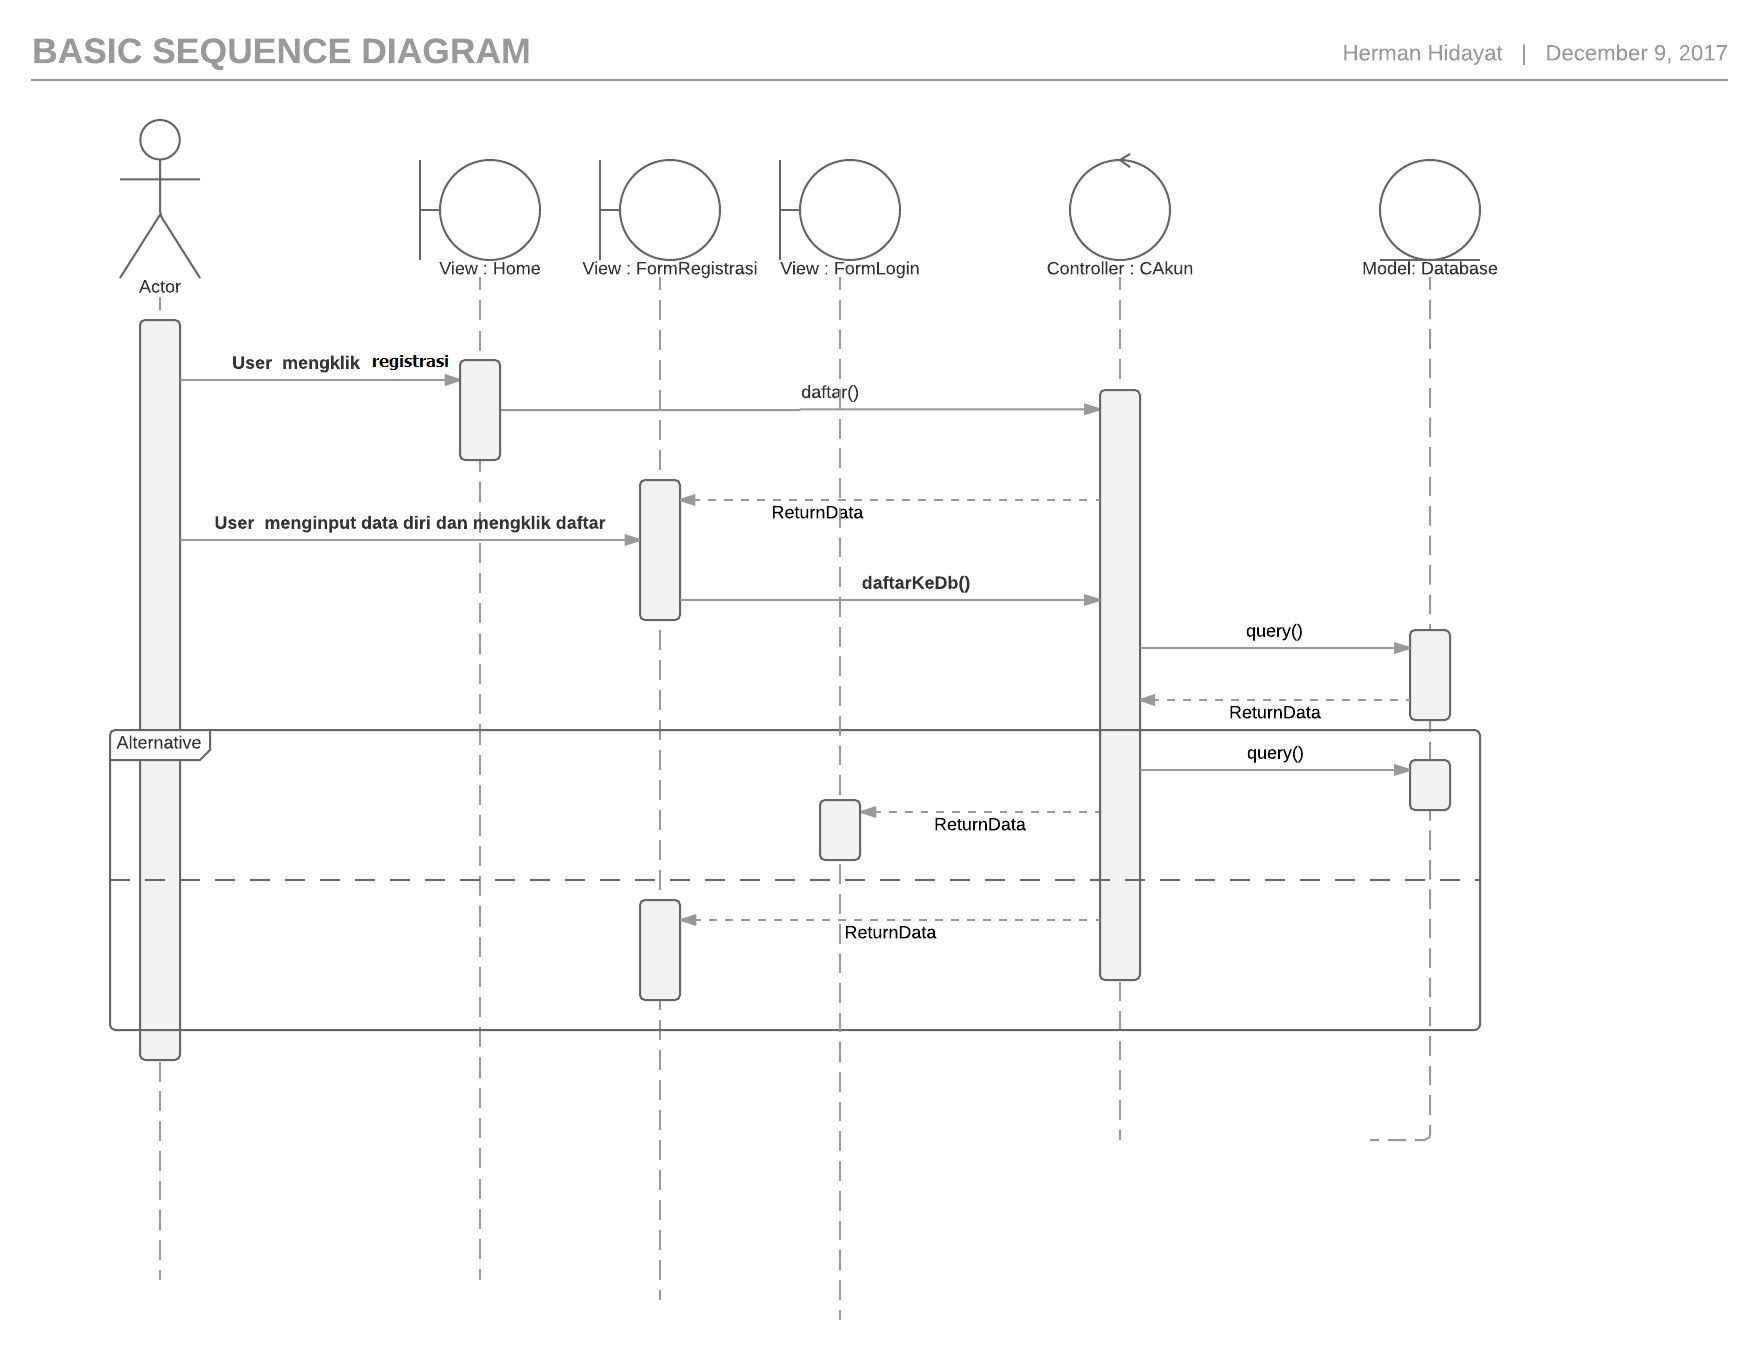 BASIC SEQUENCE DIAGRAM
Herman Hidayat | December 9, 2017
Actor
View : Home
View : FormRegistrasi
View : FormLogin
Controller : CAkun
Model: Database
User mengklik registrasi
daftar()
ReturnData
User menginput data diri dan mengklik daftar
daftarKeDb()
query()
ReturnData
Alternative
query()
ReturnData
ReturnData